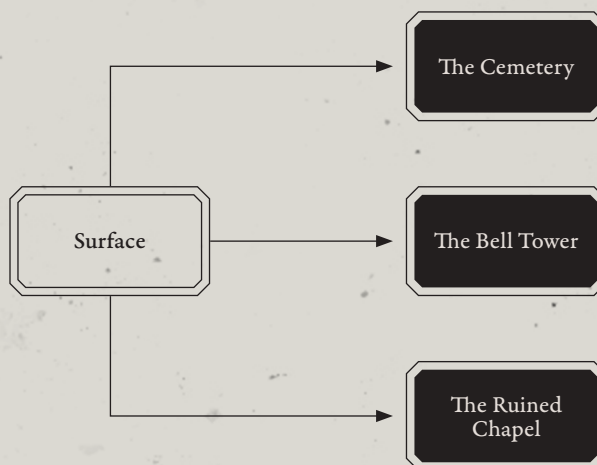 The Cemetery
Surface
The Bell Tower
The Ruined
Chapel